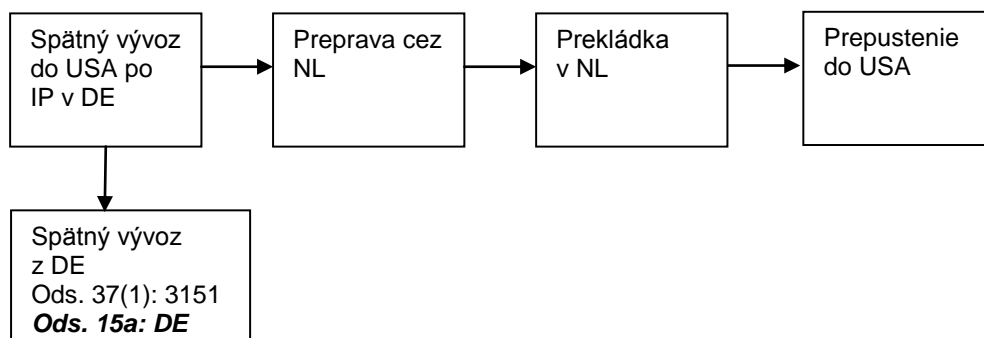 Spätný vývoz
do USA po
IP v DE
Preprava cez
NL
Prekládka
v NL
Prepustenie
do USA
Spätný vývoz
z DE
Ods. 37(1): 3151
Ods. 15a: DE